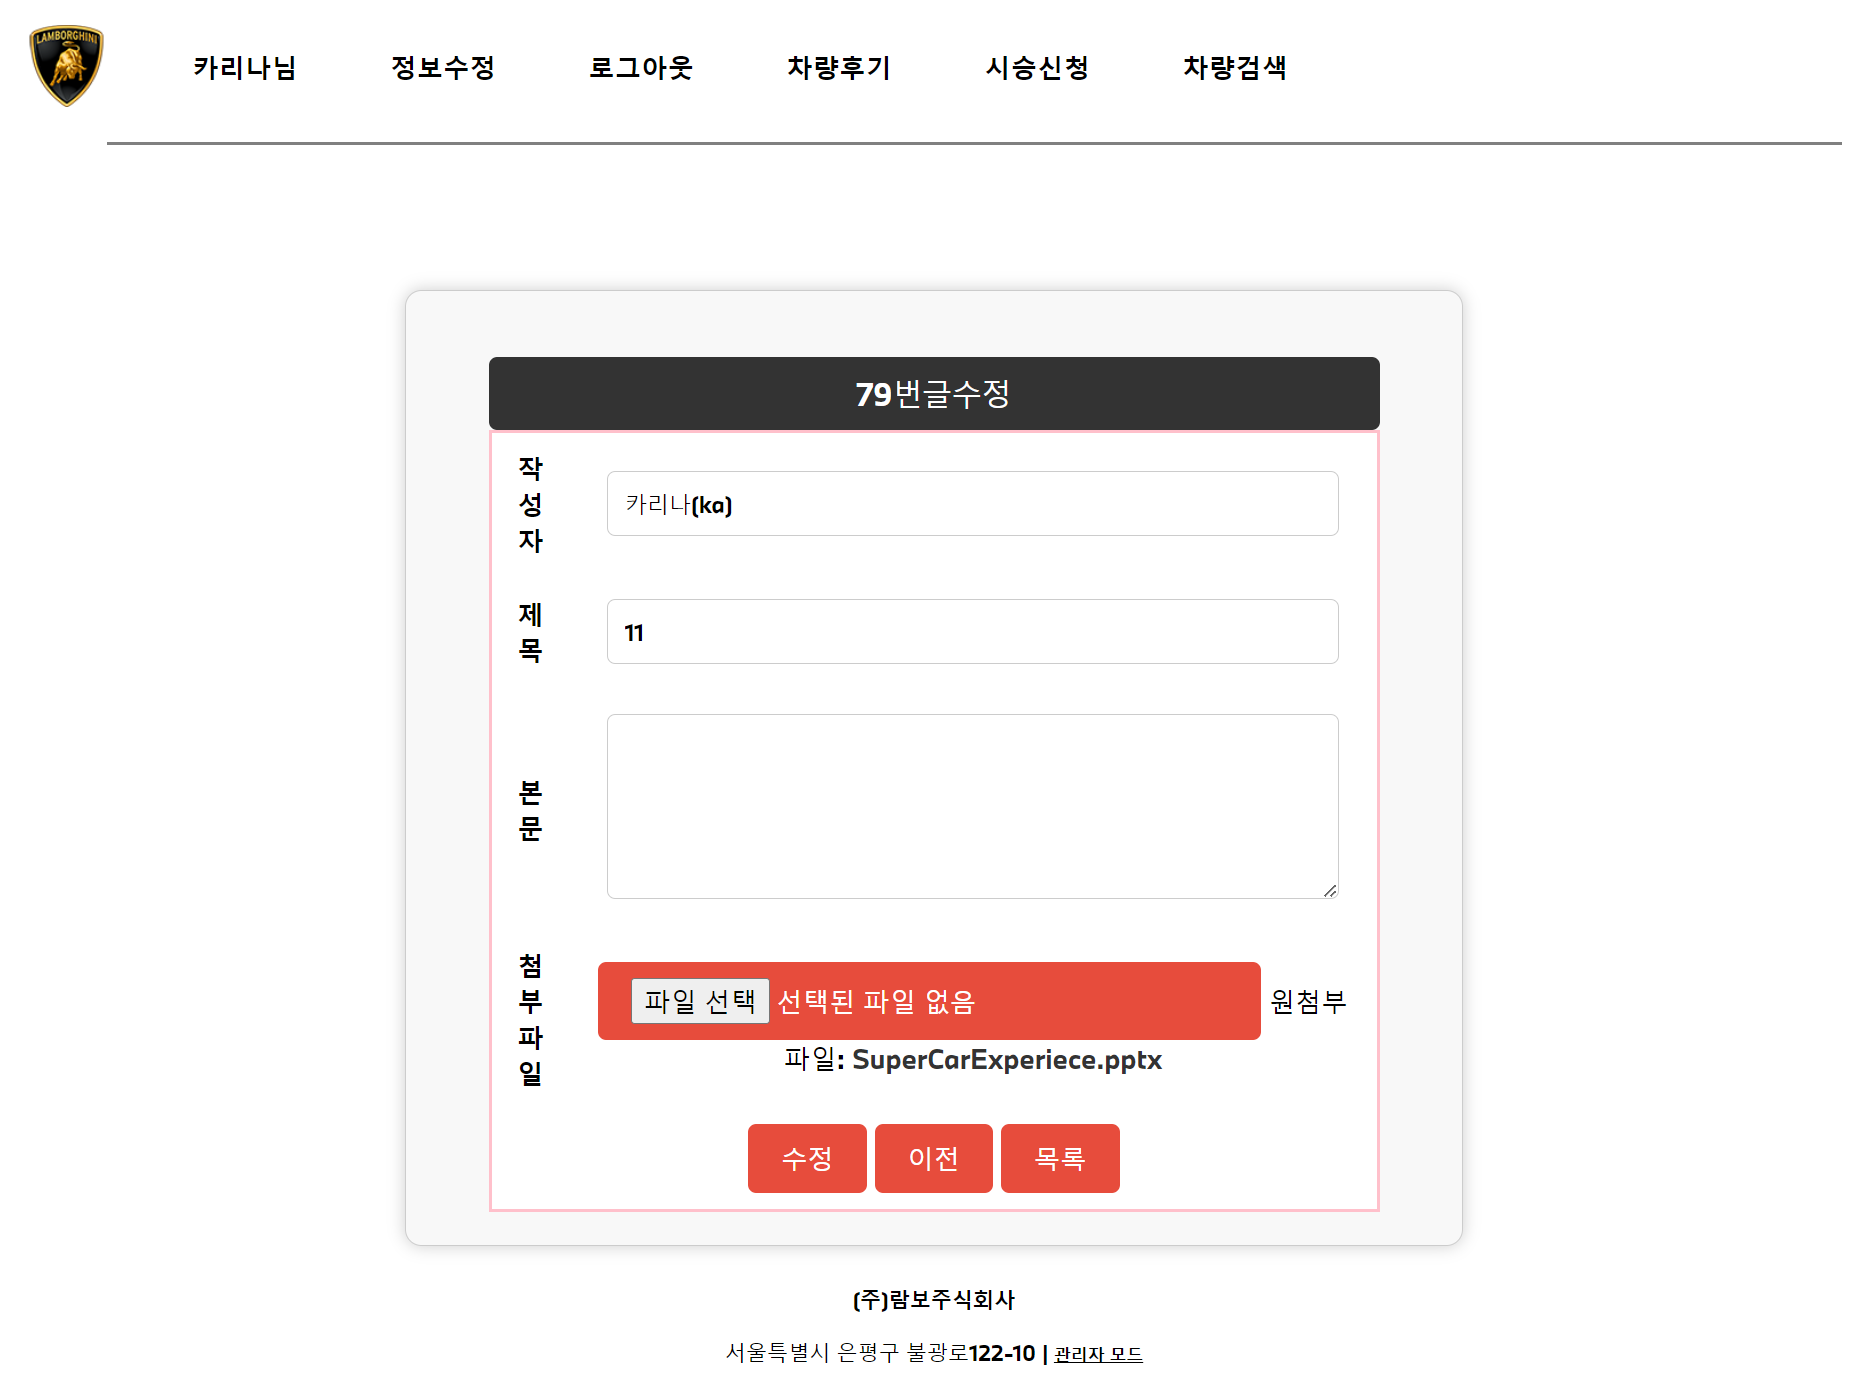 LAMBORGHINI
카리나님 정보수정 로그아웃 차량후기 시승신청 차량검색
79번글수정
작성자
카리나(ka)
제목
11
본문
첨부파일
파일 선택 선택된 파일 없음 원첨부
파일: SuperCarExperiece.pptx
수정 이전 목록
(주)람보주식회사
서울특별시 은평구 불광로122-10 | 관리자 모드